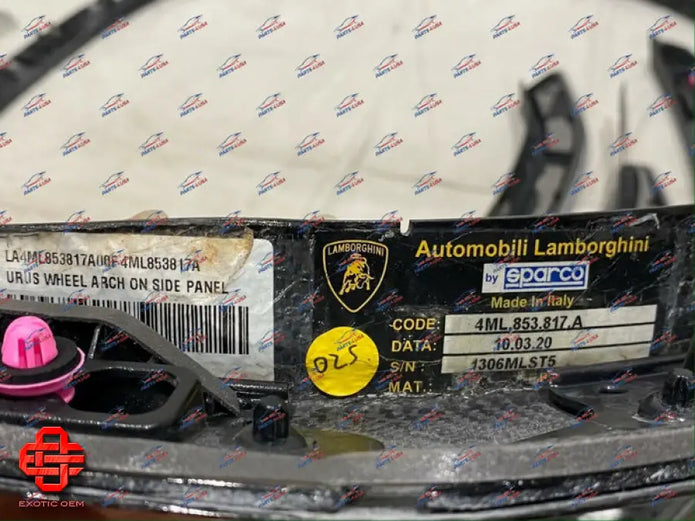 LA4ML853817A00F 4ML853817A
URUS WHEEL ARCH ON SIDE PANEL
LAMBORGHINI
Automobili Lamborghini
by sparco
Made in Italy
CODE: 4ML.853.817.A
DATA: 10.03.20
S/N: 1306MLST5
MAT.:
025
EXOTIC OEM
PARTS4USA